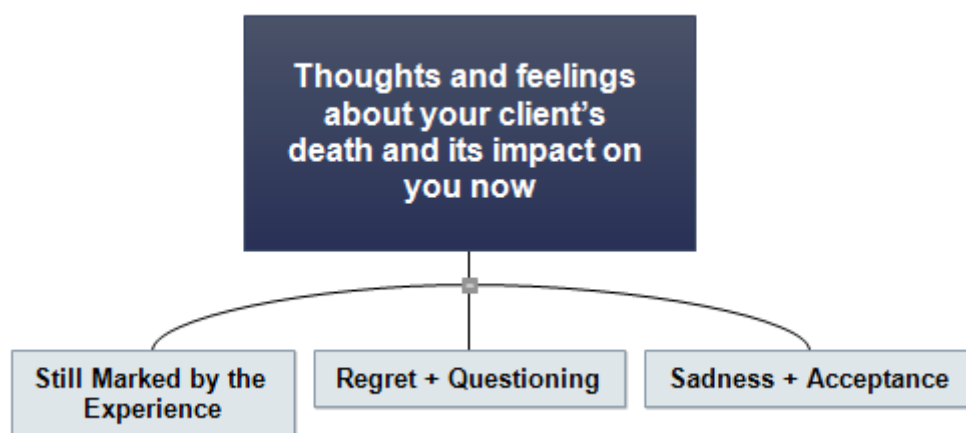 Thoughts and feelings
about your client’s
death and its impact on
you now
Still Marked by the
Experience
Regret + Questioning
Sadness + Acceptance